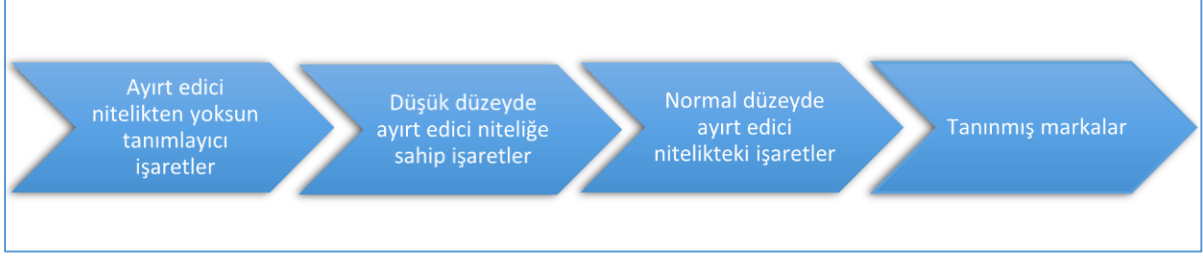 Ayırt edici
nitelikten yoksun
tanımlayıcı
işaretler
Düşük düzeyde
ayırt edici niteliğe
sahip işaretler
Normal düzeyde
ayırt edici
nitelikteki işaretler
Tanınmış markalar